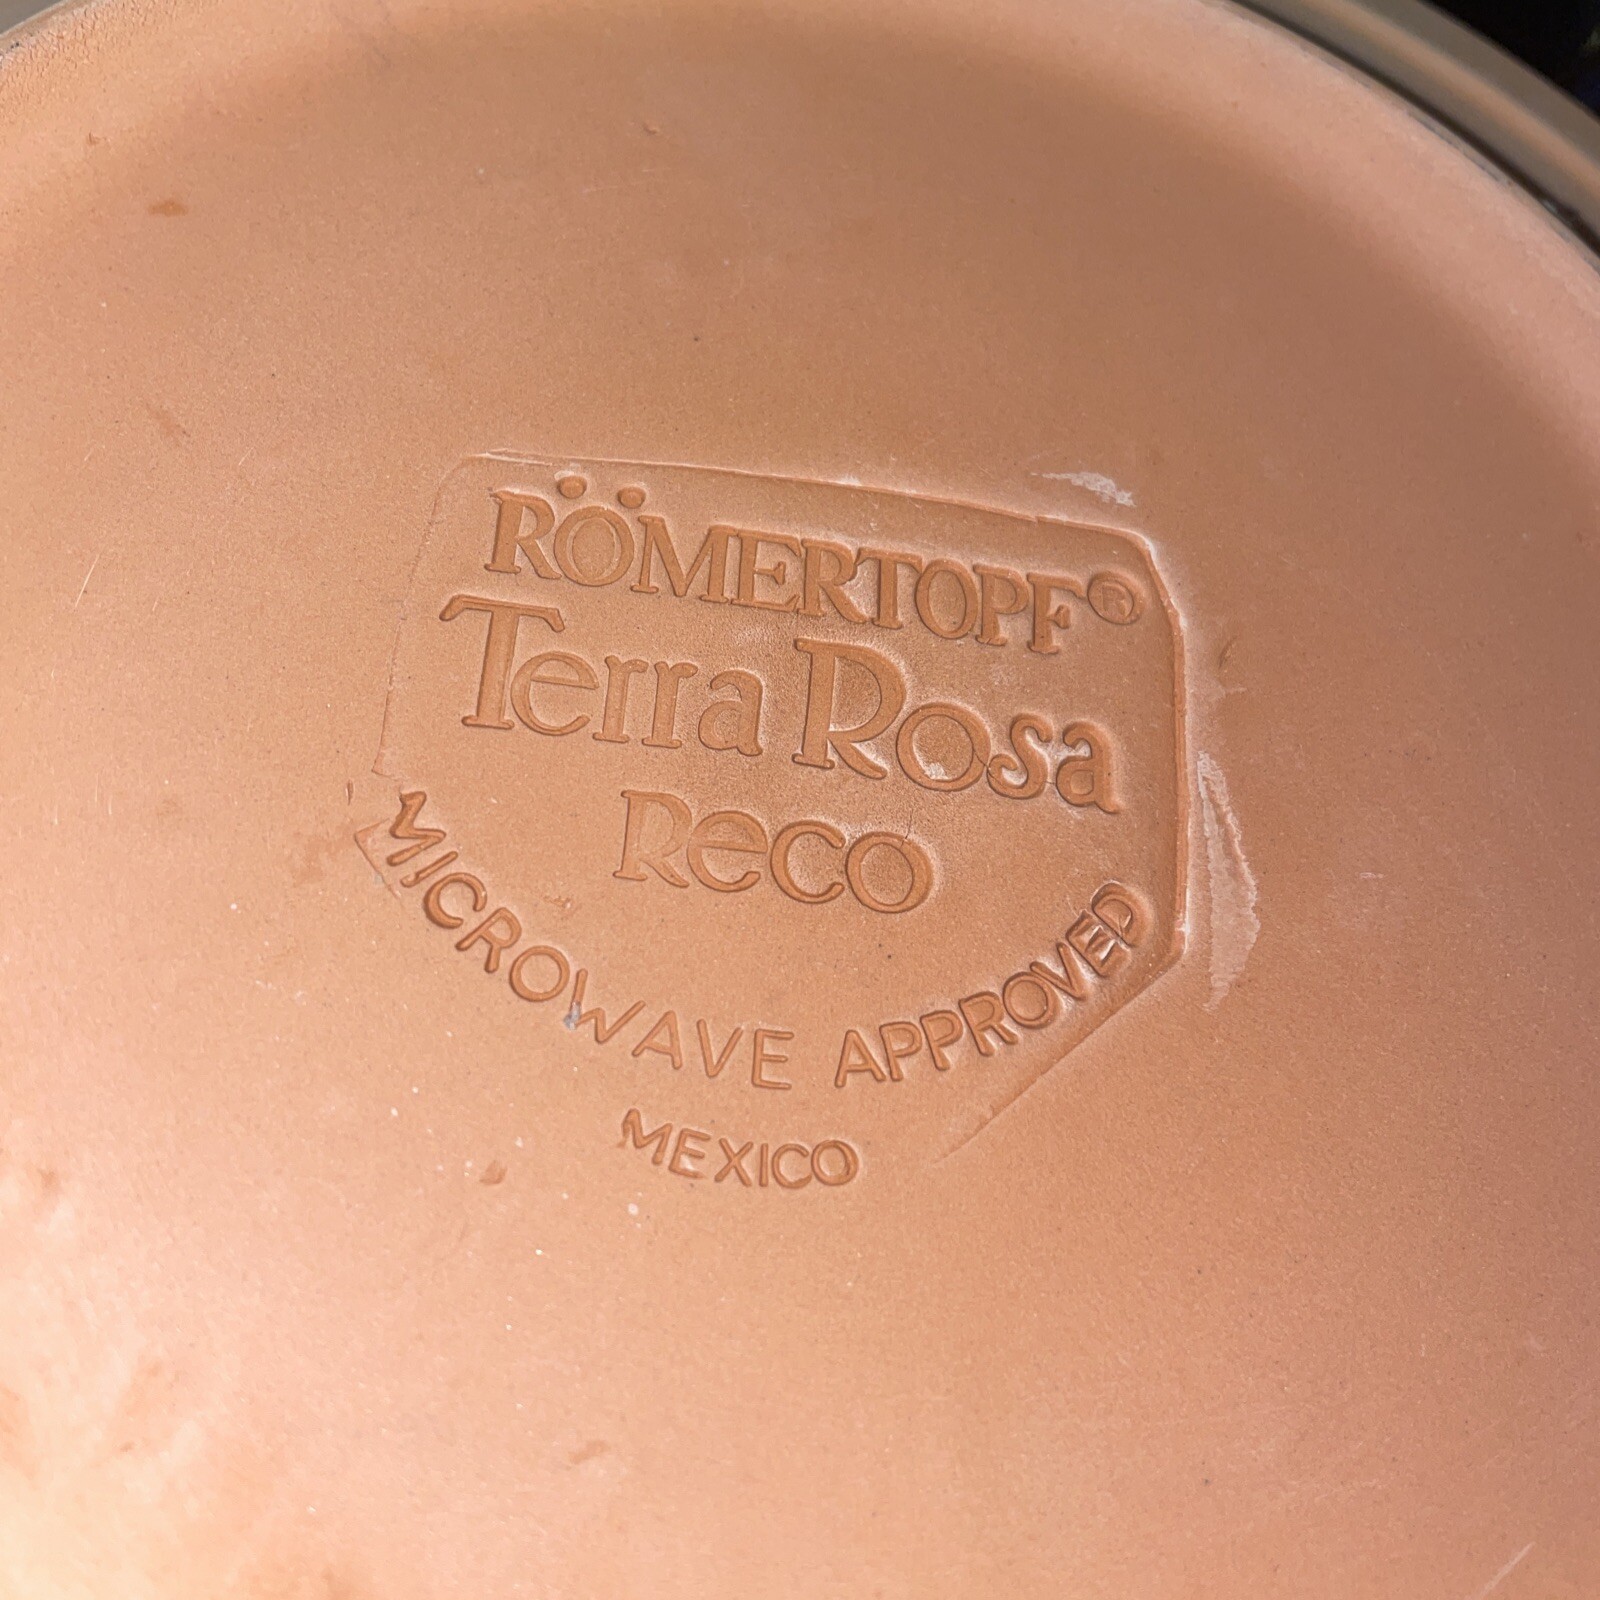 RÖMERTOPF®
Terra Rosa
Reco
MICROWAVE APPROVED
MEXICO